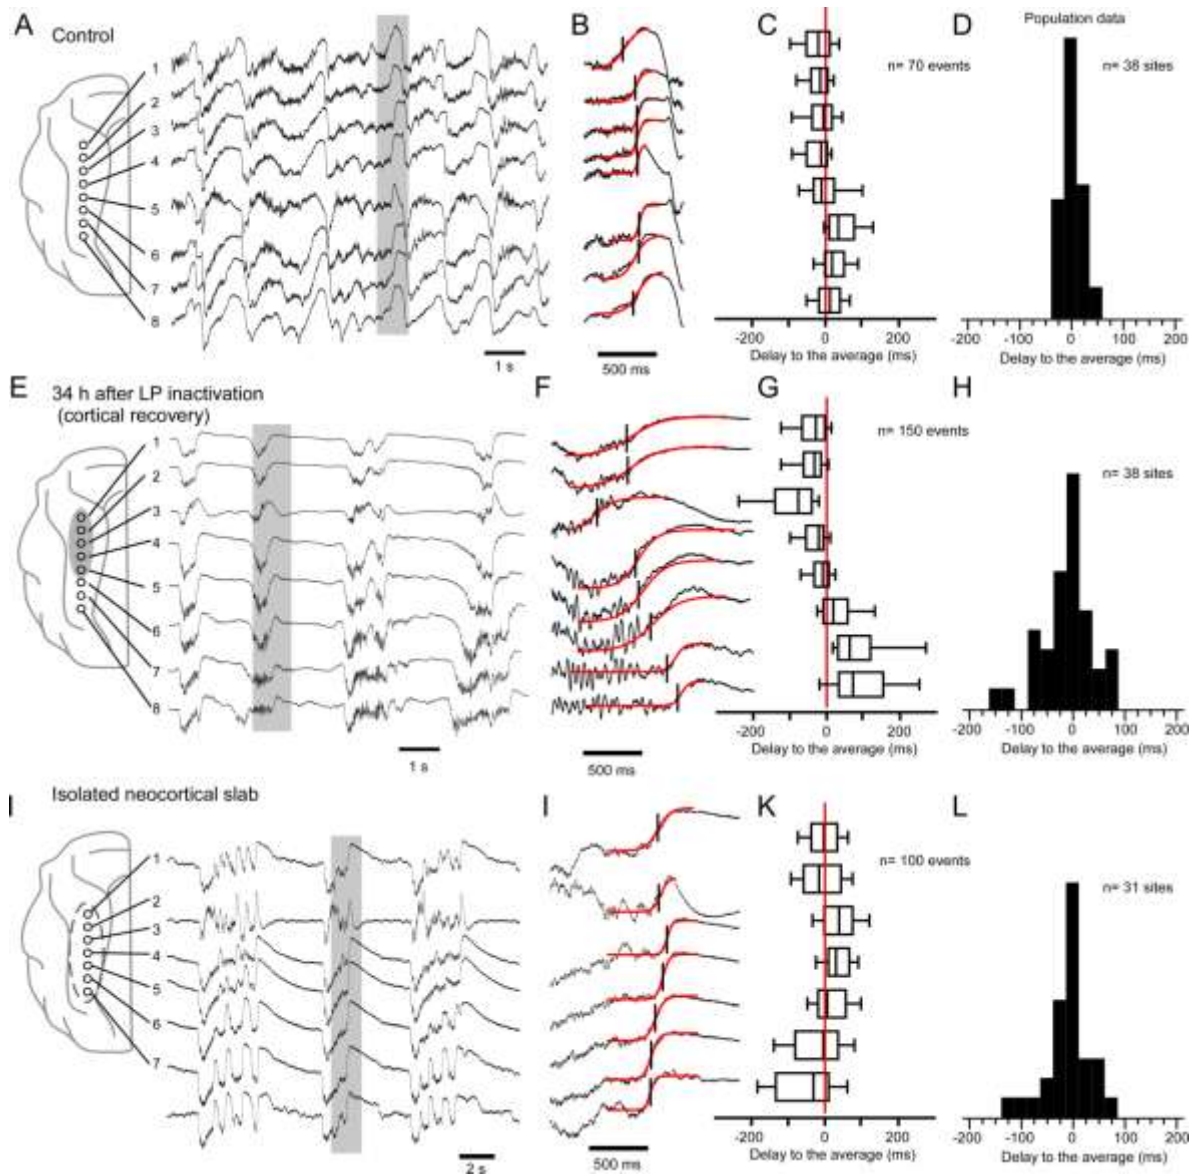 A Control B C D Population data
n= 70 events n= 38 sites
1
2
3
4
5
6
7
8
1 s 500 ms
-200 0 200 -200 -100 0 100 200
Delay to the average (ms) Delay to the average (ms)
E 34 h after LP inactivation F G H
(cortical recovery)
n= 150 events n= 38 sites
1
2
3
4
5
6
7
8
1 s 500 ms
-200 0 200 -200 -100 0 100 200
Delay to the average (ms) Delay to the average (ms)
I Isolated neocortical slab I K L
n= 100 events n= 31 sites
1
2
3
4
5
6
7
2 s 500 ms
-200 0 200 -200 -100 0 100 200
Delay to the average (ms) Delay to the average (ms)